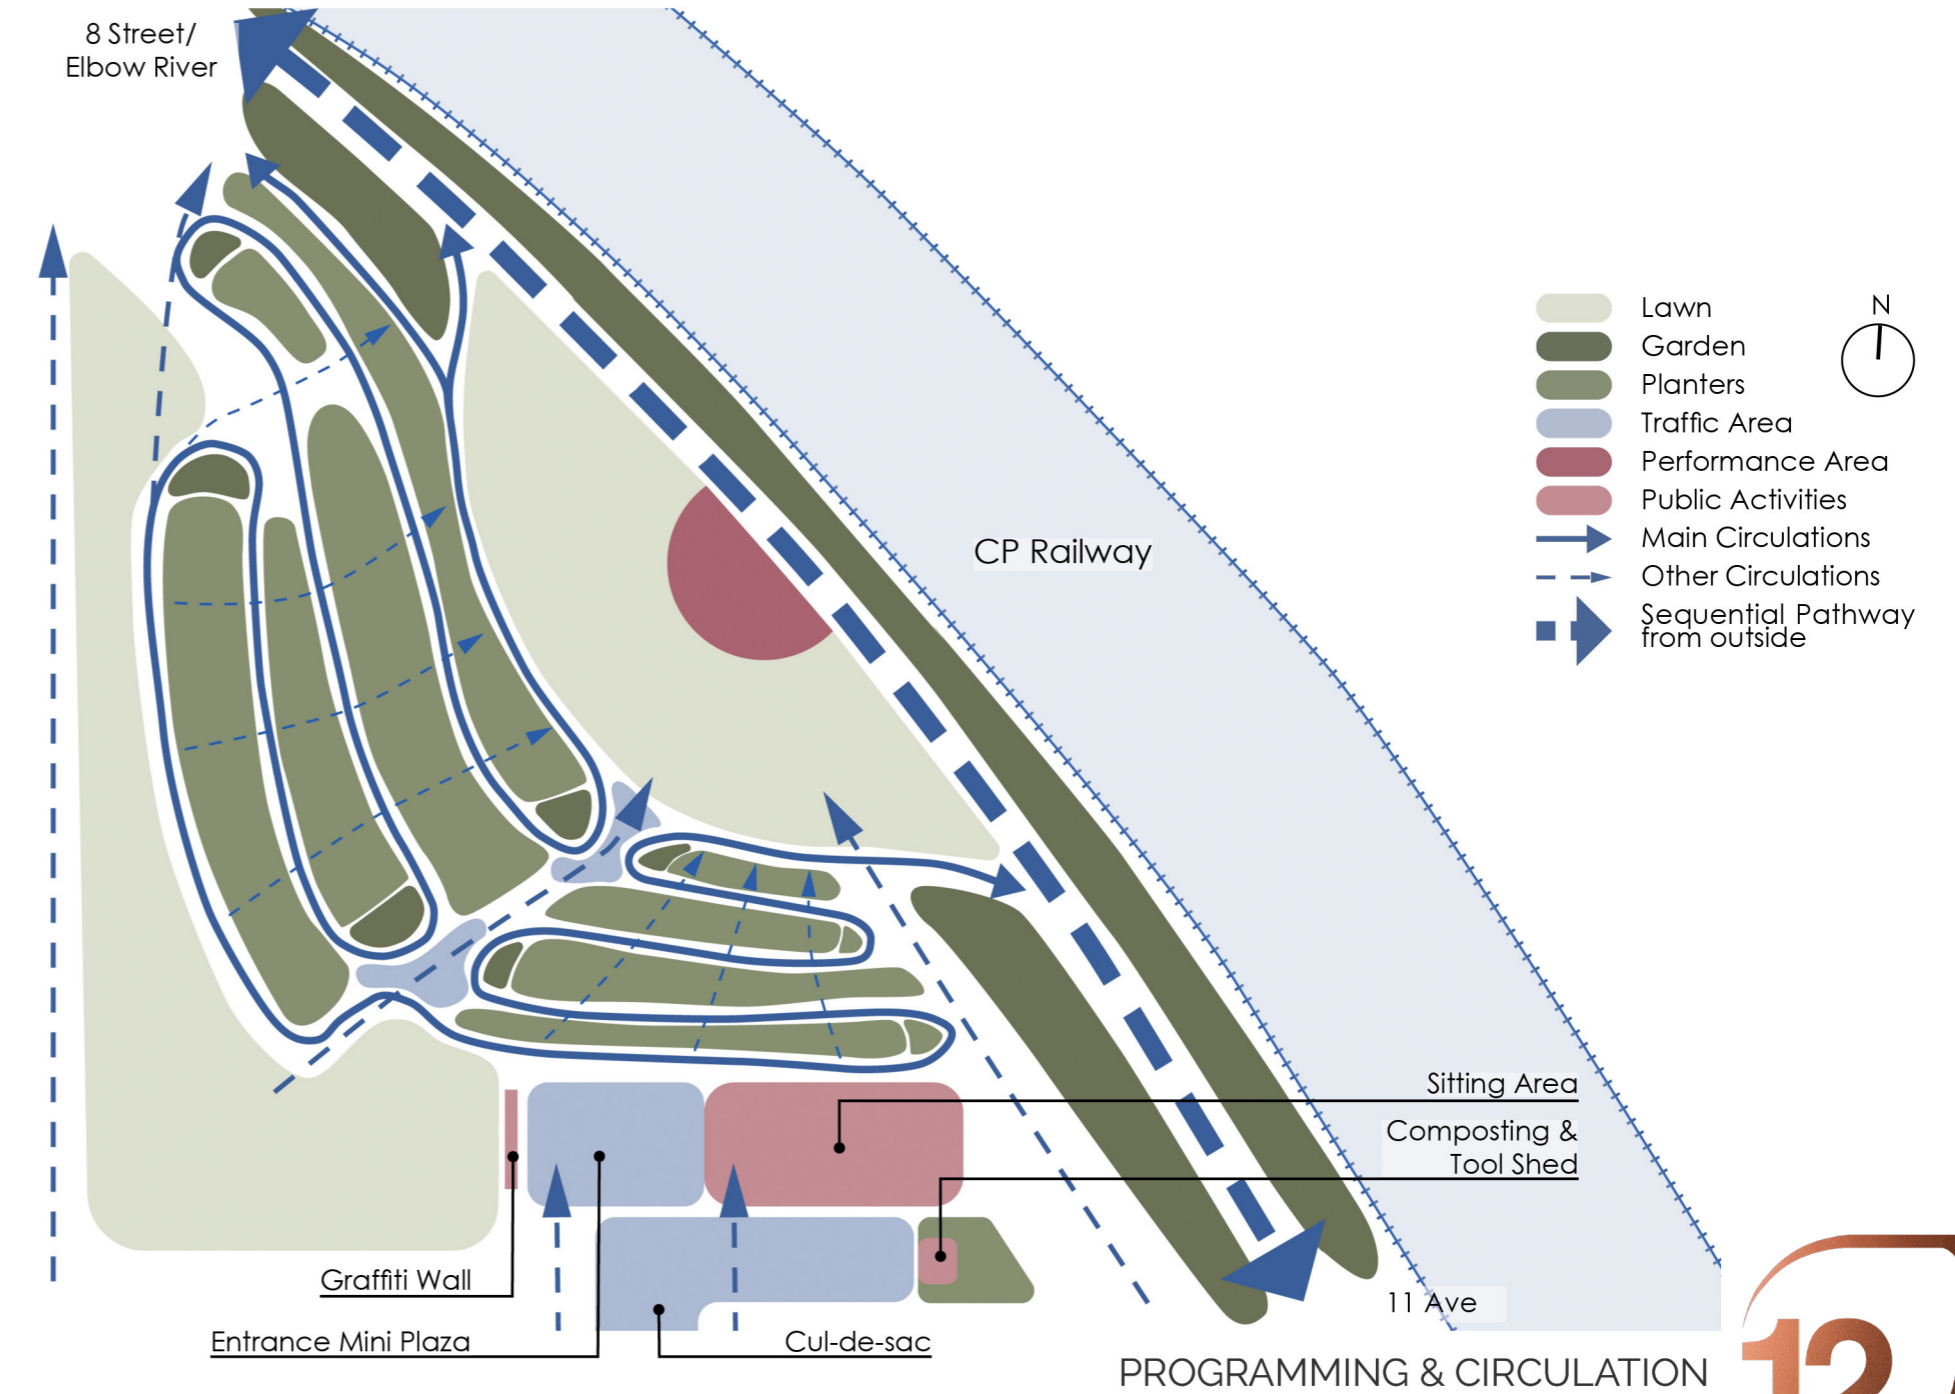 8 Street/
Elbow River
CP Railway
N
Lawn
Garden
Planters
Traffic Area
Performance Area
Public Activities
Main Circulations
Other Circulations
Sequential Pathway
from outside
Sitting Area
Composting &
Tool Shed
Graffiti Wall
Entrance Mini Plaza
Cul-de-sac
11 Ave
PROGRAMMING & CIRCULATION
12